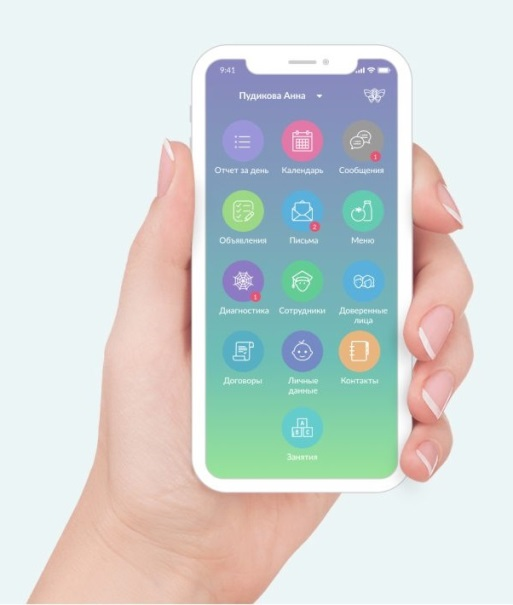 9:41
Пудикова Анна
Отчет за день
Календарь
Сообщения
1
Объявления
Письма
3
Меню
Диагностика
1
Сотрудники
Доверенные
лица
Договоры
Личные
данные
Контакты
A
B C
Занятия